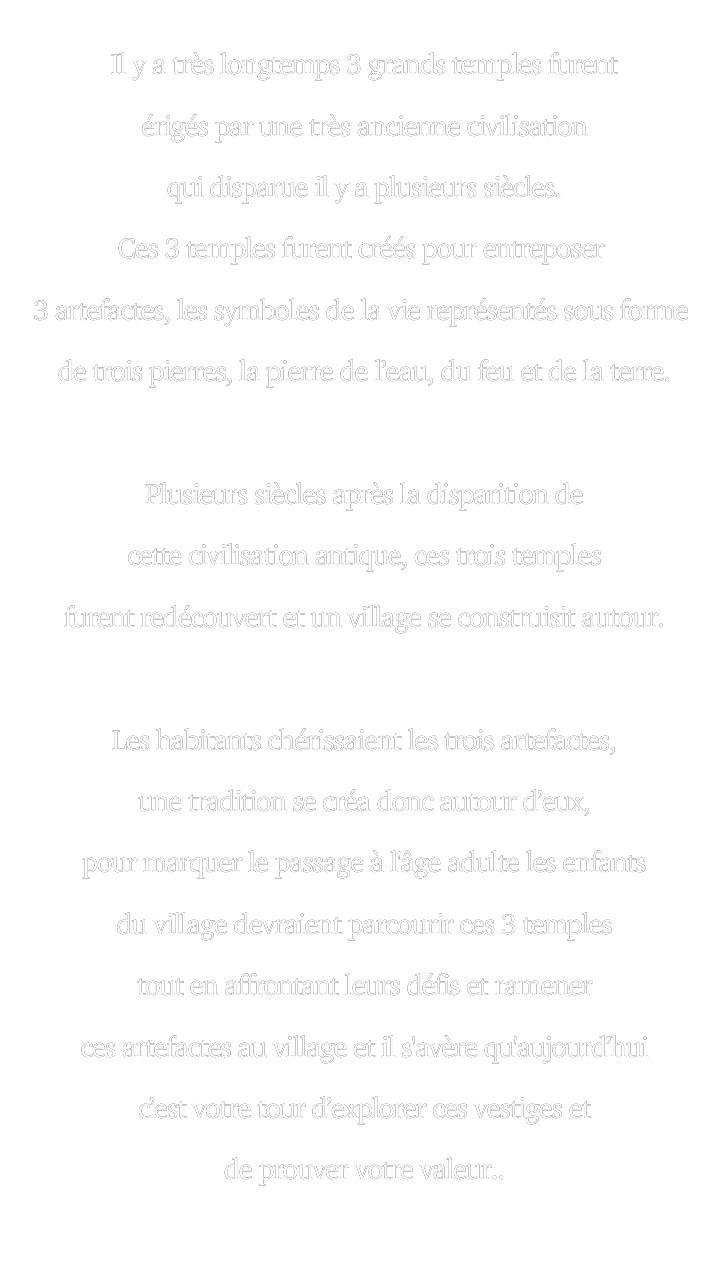 Il y a très longtemps 3 grands temples furent
érigés par une très ancienne civilisation
qui disparue il y a plusieurs siècles.
Ces 3 temples furent créés pour entreposer
3 artefactes, les symboles de la vie représentés sous forme
de trois pierres, la pierre de l’eau, du feu et de la terre.
Plusieurs siècles après la disparition de
cette civilisation antique, ces trois temples
furent redécouvert et un village se construisit autour.
Les habitants chérissaient les trois artefactes,
une tradition se créa donc autour d’eux,
pour marquer le passage à l'âge adulte les enfants
du village devraient parcourir ces 3 temples
tout en affrontant leurs défis et ramener
ces artefactes au village et il s'avère qu'aujourd’hui
c’est votre tour d’explorer ces vestiges et
de prouver votre valeur..